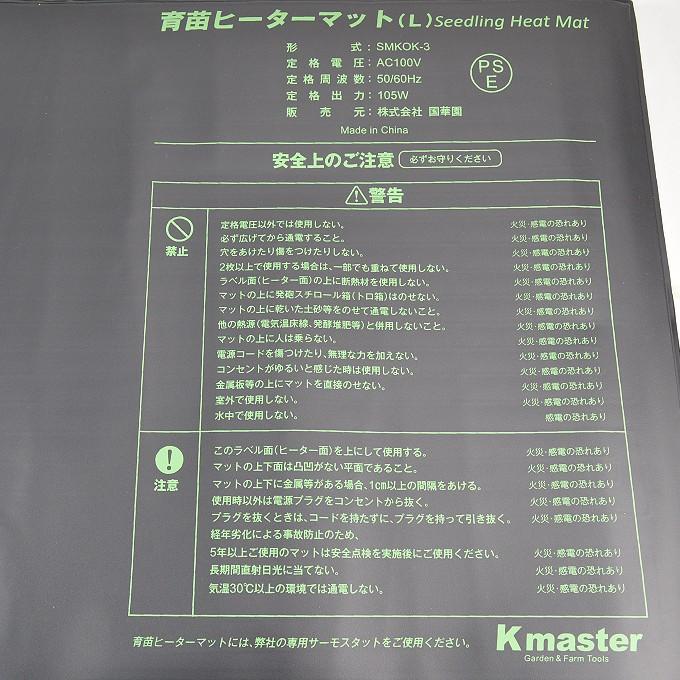 育苗ヒーターマット(L) Seedling Heat Mat
形 式：SMKOK-3
定格電圧：AC100V
定格周波数：50/60Hz
定格出力：105W
販売元：株式会社 国華園
PS
E
Made in China
安全上のご注意 必ずお守りください
警告
禁止
定格電圧以外では使用しない。 火災・感電の恐れあり
必ず広げてから通電すること。 火災・感電の恐れあり
穴をあけたり傷をつけたりしない。 火災・感電の恐れあり
2枚以上で使用する場合は、一部でも重ねて使用しない。 火災・感電の恐れあり
ラベル面(ヒーター面)の上に断熱材を使用しない。 火災・感電の恐れあり
マットの上に発砲スチロール箱(トロ箱)はのせない。 火災・感電の恐れあり
マットの上に乾いた土砂等をのせて通電しないこと。 火災・感電の恐れあり
他の熱源(電気温床線、発酵堆肥等)と併用しないこと。 火災・感電の恐れあり
マットの上に人は乗らない。 火災・感電の恐れあり
電源コードを傷つけたり、無理な力を加えない。 火災・感電の恐れあり
コンセントがゆるいと感じた時は使用しない。 火災・感電の恐れあり
金属板等の上にマットを直接のせない。 火災・感電の恐れあり
室外で使用しない。 火災・感電の恐れあり
水中で使用しない。 感電の恐れあり
注意
このラベル面(ヒーター面)を上にして使用する。 火災・感電の恐れあり
マットの上下面は凸凹がない平面であること。 火災・感電の恐れあり
マットの上下に金属等がある場合、1cm以上の間隔をあける。 火災・感電の恐れあり
使用時以外は電源プラグをコンセントから抜く。 火災・感電の恐れあり
プラグを抜くときは、コードを持たずに、プラグを持って引き抜く。 火災・感電の恐れあり
経年劣化による事故防止のため、
5年以上ご使用のマットは安全点検を実施後にご使用ください。 火災・感電の恐れあり
長期間直射日光に当てない。 火災・感電の恐れあり
気温30℃以上の環境では通電しない。 火災・感電の恐れあり
育苗ヒーターマットには、弊社の専用サーモスタットをご使用ください。
Kmaster
Garden & Farm Tools